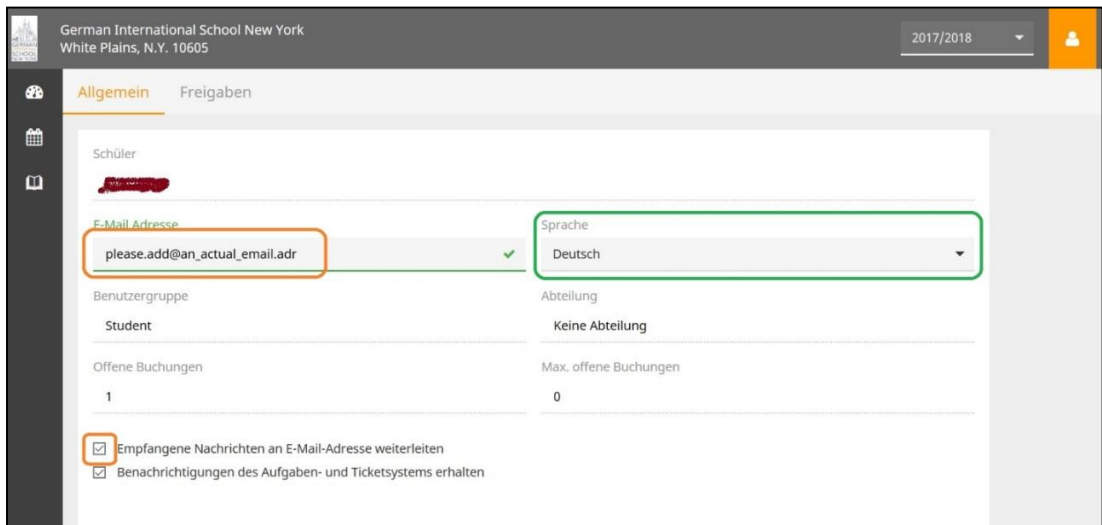 German International School New York
White Plains, N.Y. 10605
2017/2018
Allgemein Freigaben
Schüler
E-Mail Adresse
please.add@an_actual_email.adr
Sprache
Deutsch
Benutzergruppe
Student
Abteilung
Keine Abteilung
Offene Buchungen
1
Max. offene Buchungen
0
Empfangene Nachrichten an E-Mail-Adresse weiterleiten
Benachrichtigungen des Aufgaben- und Ticketsystems erhalten